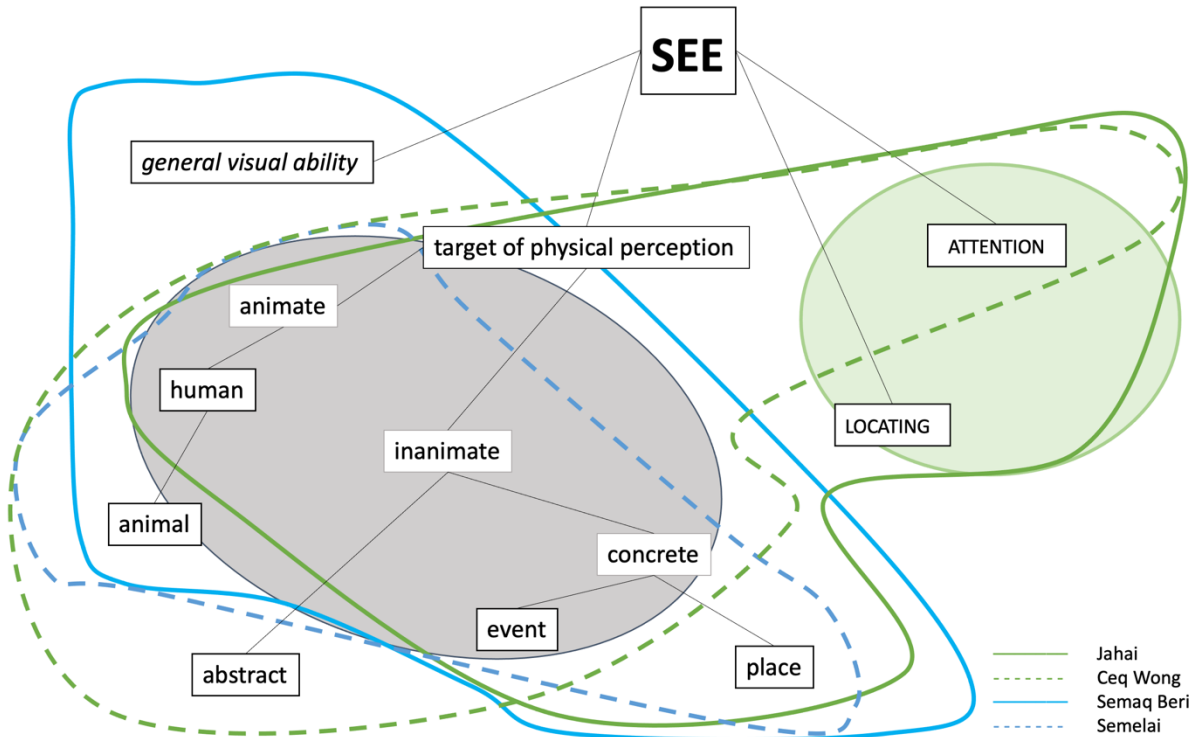 SEE
general visual ability
target of physical perception
ATTENTION
animate
human
LOCATING
inanimate
animal
concrete
event
abstract
place
Jahai
Ceq Wong
Semaq Beri
Semelai